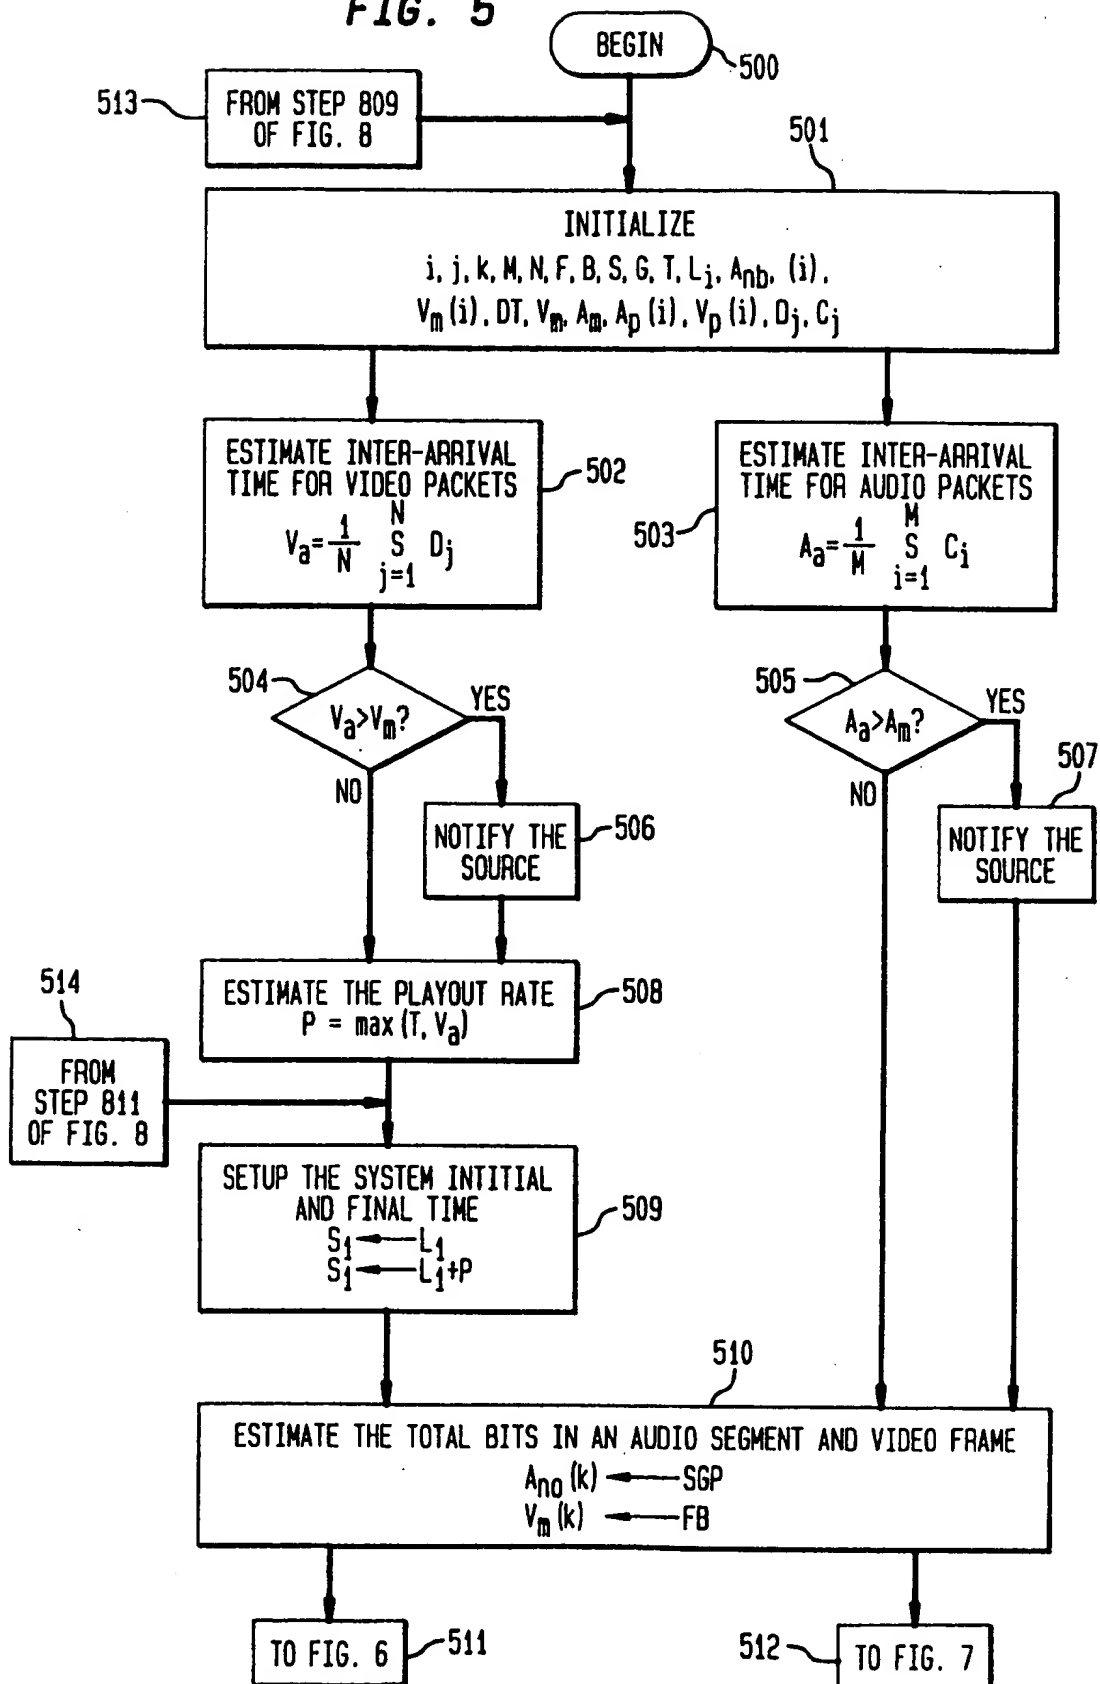 FIG. 5
BEGIN
500
513
FROM STEP 809
OF FIG. 8
501
INITIALIZE
i, j, k, M, N, F, B, S, G, T, Lj, Anb, (i),
Vm(i), DT, Vm, Am, Ap(i), Vp(i), Dj, Cj
ESTIMATE INTER-ARRIVAL
TIME FOR VIDEO PACKETS
Va= 1/N N S j=1 Dj
502
ESTIMATE INTER-ARRIVAL
TIME FOR AUDIO PACKETS
Aa= 1/M M S i=1 Ci
503
504
Va>Vm?
YES
NO
505
Aa>Am?
YES
NO
NOTIFY THE
SOURCE
506
507
NOTIFY THE
SOURCE
ESTIMATE THE PLAYOUT RATE
P = max(T, Va)
508
514
FROM
STEP 811
OF FIG. 8
SETUP THE SYSTEM INTITIAL
AND FINAL TIME
S1←L1
S1←L1+P
509
510
ESTIMATE THE TOTAL BITS IN AN AUDIO SEGMENT AND VIDEO FRAME
Ano(k)←SGP
Vm(k)←FB
TO FIG. 6
511
512
TO FIG. 7